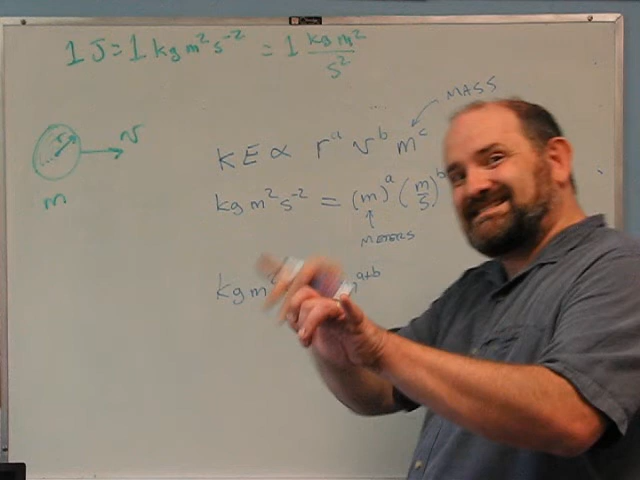 1 J = 1 kg m² s⁻² = 1 kg m²/s²
r
v
m
MASS
KE ∝ rᵃ vᵇ mᶜ
kg m² s⁻² = (m)ᵃ (m/s)ᵇ
METERS
kg m a+b